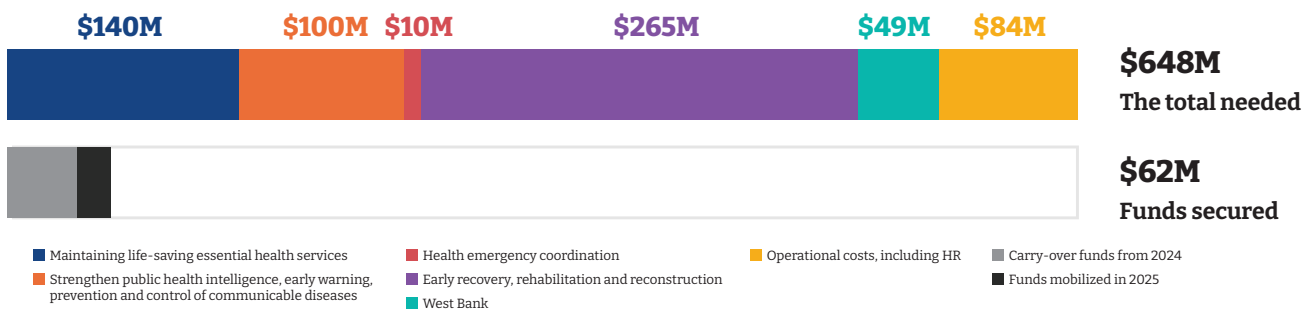 $140M $100M $10M $265M $49M $84M
$648M
The total needed
$62M
Funds secured
Maintaining life-saving essential health services
Strengthen public health intelligence, early warning,
prevention and control of communicable diseases
Health emergency coordination
Early recovery, rehabilitation and reconstruction
West Bank
Operational costs, including HR
Carry-over funds from 2024
Funds mobilized in 2025